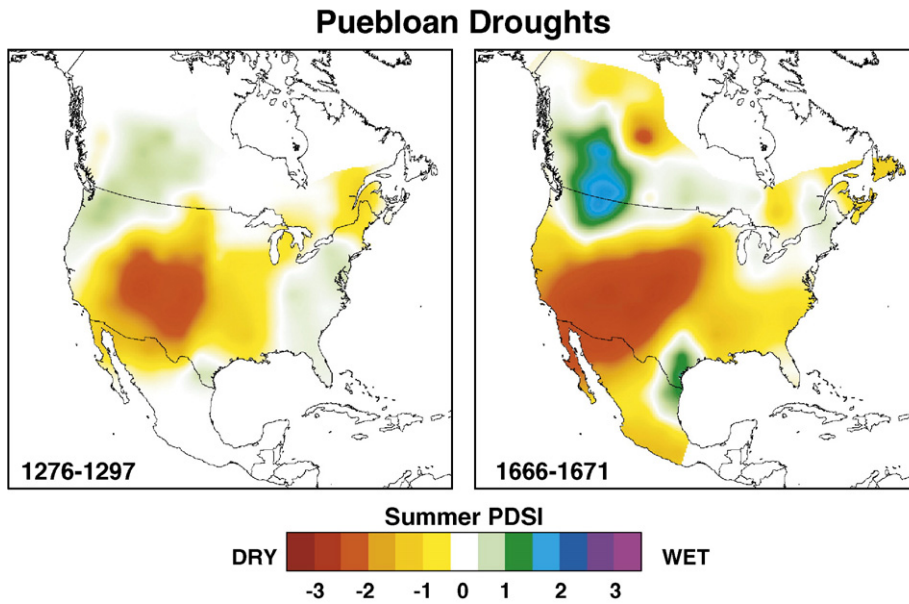 Puebloan Droughts
1276-1297
1666-1671
Summer PDSI
DRY
WET
-3 -2 -1 0 1 2 3